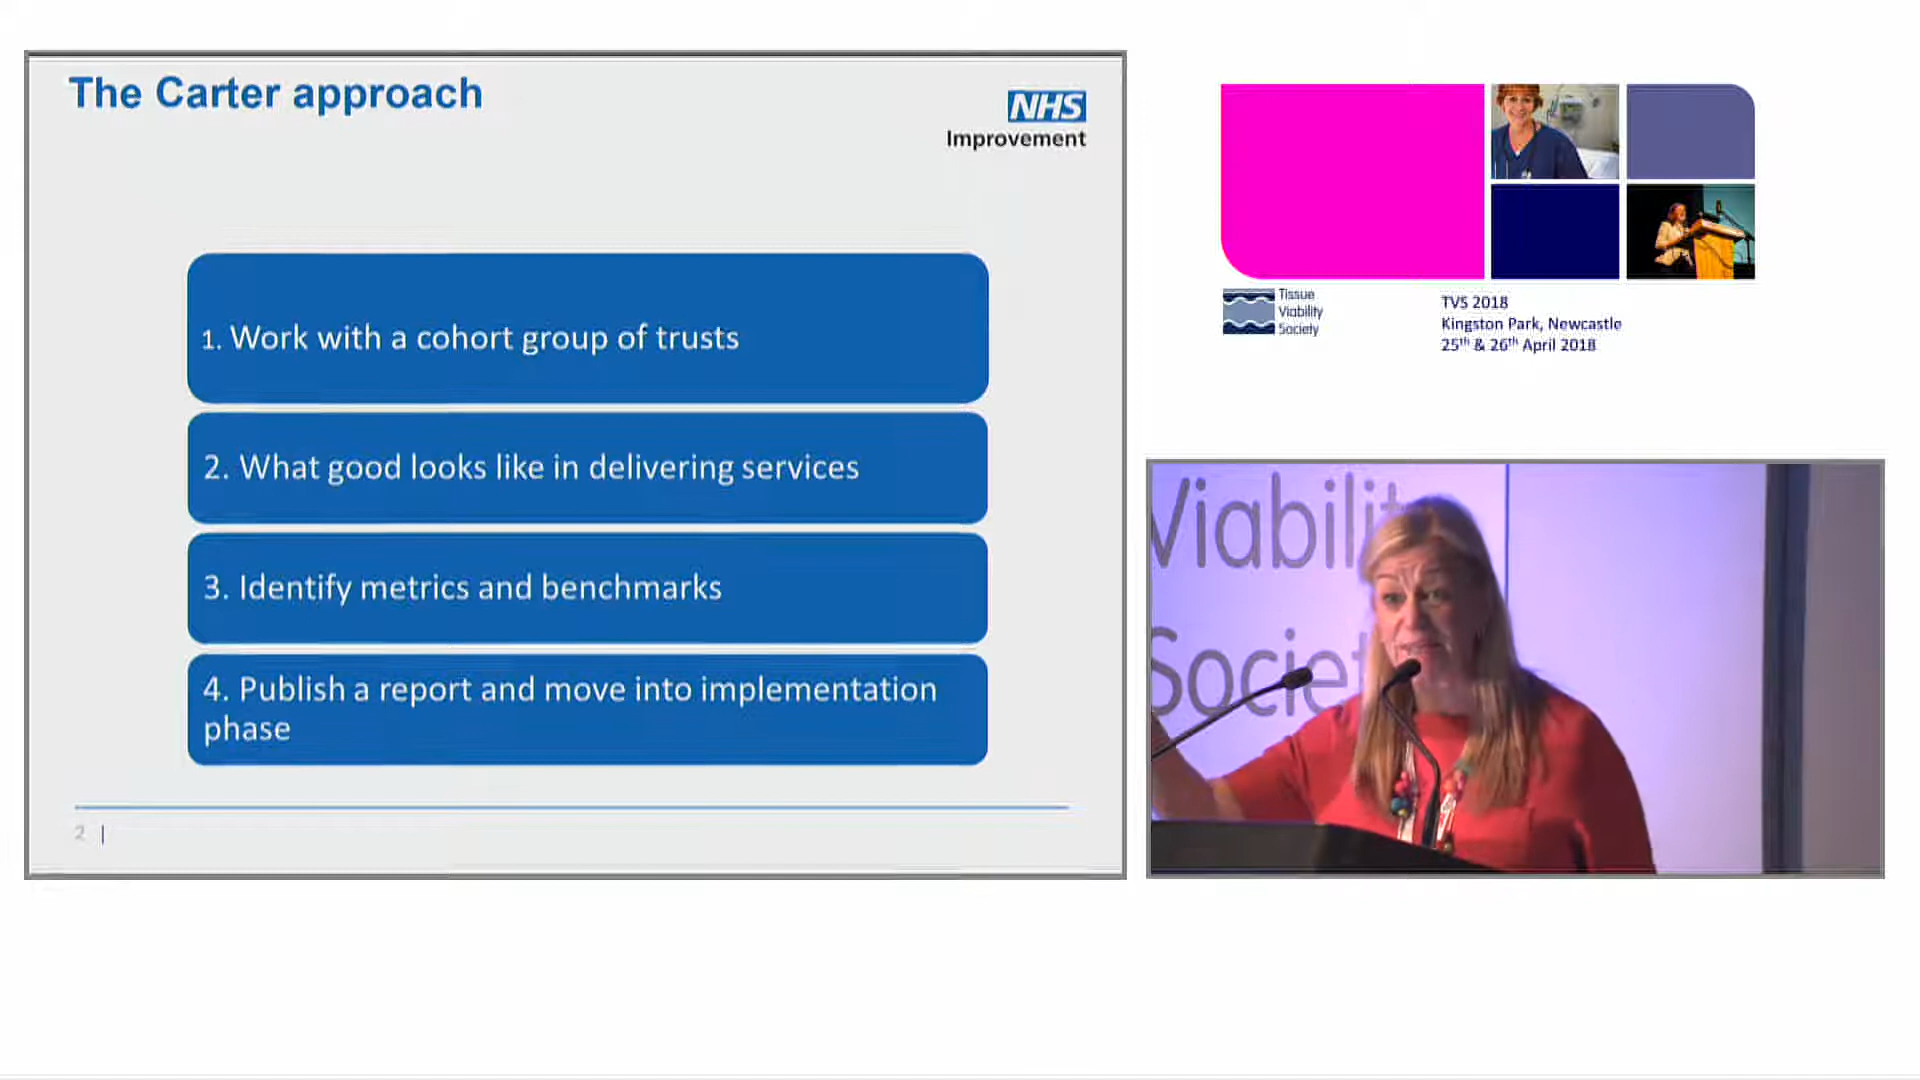 The Carter approach
NHS
Improvement
1. Work with a cohort group of trusts
2. What good looks like in delivering services
3. Identify metrics and benchmarks
4. Publish a report and move into implementation
phase
2 |
Tissue
Viability
Society
TVS 2018
Kingston Park, Newcastle
25th & 26th April 2018
Viabilit
Societ